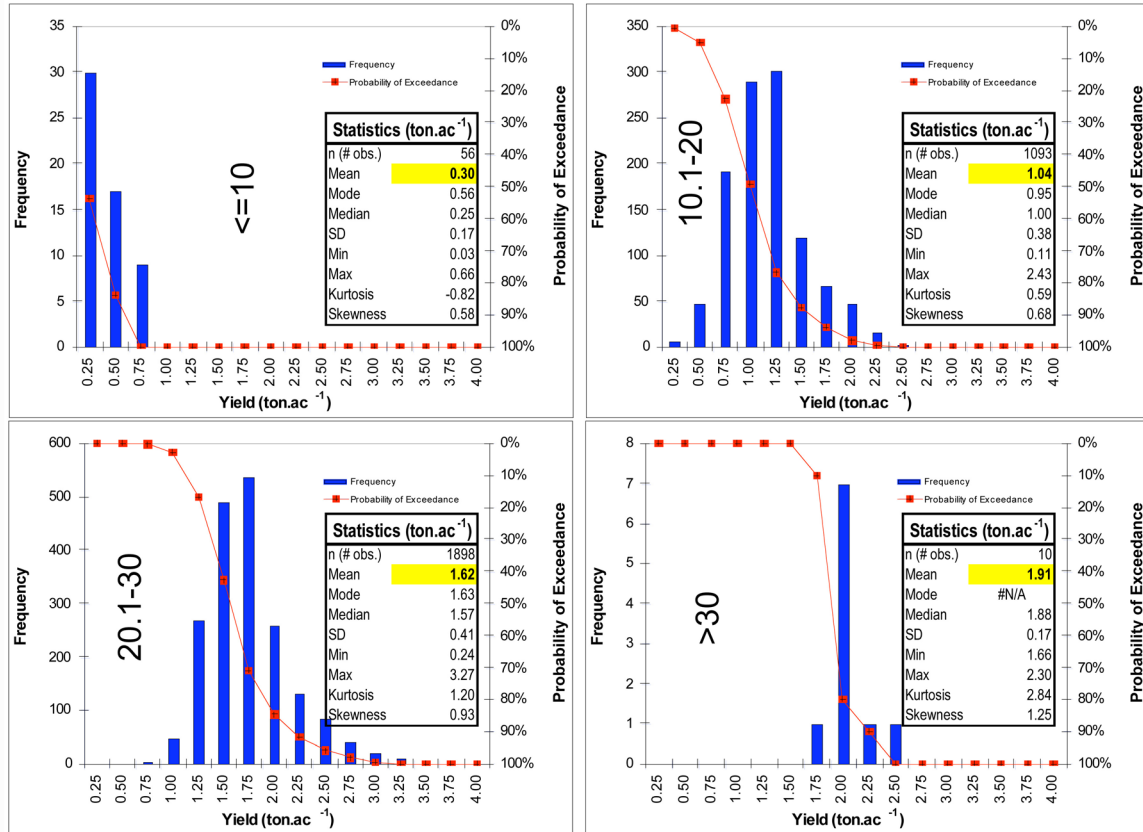 35
30
25
20
15
10
5
0
Frequency
0%
10%
20%
30%
40%
50%
60%
70%
80%
90%
100%
Probability of Exceedance
Frequency
Probability of Exceedance
<=10
Statistics (ton.ac -1)
n (# obs.) 56
Mean 0.30
Mode 0.56
Median 0.25
SD 0.17
Min 0.03
Max 0.66
Kurtosis -0.82
Skewness 0.58
0.25 0.50 0.75 1.00 1.25 1.50 1.75 2.00 2.25 2.50 2.75 3.00 3.25 3.50 3.75 4.00
Yield (ton.ac -1)
350
300
250
200
150
100
50
0
Frequency
0%
10%
20%
30%
40%
50%
60%
70%
80%
90%
100%
Probability of Exceedance
Frequency
Probability of Exceedance
10.1-20
Statistics (ton.ac -1)
n (# obs.) 1093
Mean 1.04
Mode 0.95
Median 1.00
SD 0.38
Min 0.11
Max 2.43
Kurtosis 0.59
Skewness 0.68
0.25 0.50 0.75 1.00 1.25 1.50 1.75 2.00 2.25 2.50 2.75 3.00 3.25 3.50 3.75 4.00
Yield (ton.ac -1)
600
500
400
300
200
100
0
Frequency
0%
10%
20%
30%
40%
50%
60%
70%
80%
90%
100%
Probability of Exceedance
Frequency
Probability of Exceedance
20.1-30
Statistics (ton.ac-1)
n (# obs.) 1898
Mean 1.62
Mode 1.63
Median 1.57
SD 0.41
Min 0.24
Max 3.27
Kurtosis 1.20
Skewness 0.93
0.25 0.50 0.75 1.00 1.25 1.50 1.75 2.00 2.25 2.50 2.75 3.00 3.25 3.50 3.75 4.00
Yield (ton.ac -1)
8
7
6
5
4
3
2
1
0
Frequency
0%
10%
20%
30%
40%
50%
60%
70%
80%
90%
100%
Probability of Exceedance
Frequency
Probability of Exceedance
>30
Statistics (ton.ac-1)
n (# obs.) 10
Mean 1.91
Mode #N/A
Median 1.88
SD 0.17
Min 1.66
Max 2.30
Kurtosis 2.84
Skewness 1.25
0.25 0.50 0.75 1.00 1.25 1.50 1.75 2.00 2.25 2.50 2.75 3.00 3.25 3.50 3.75 4.00
Yield (ton.ac -1)